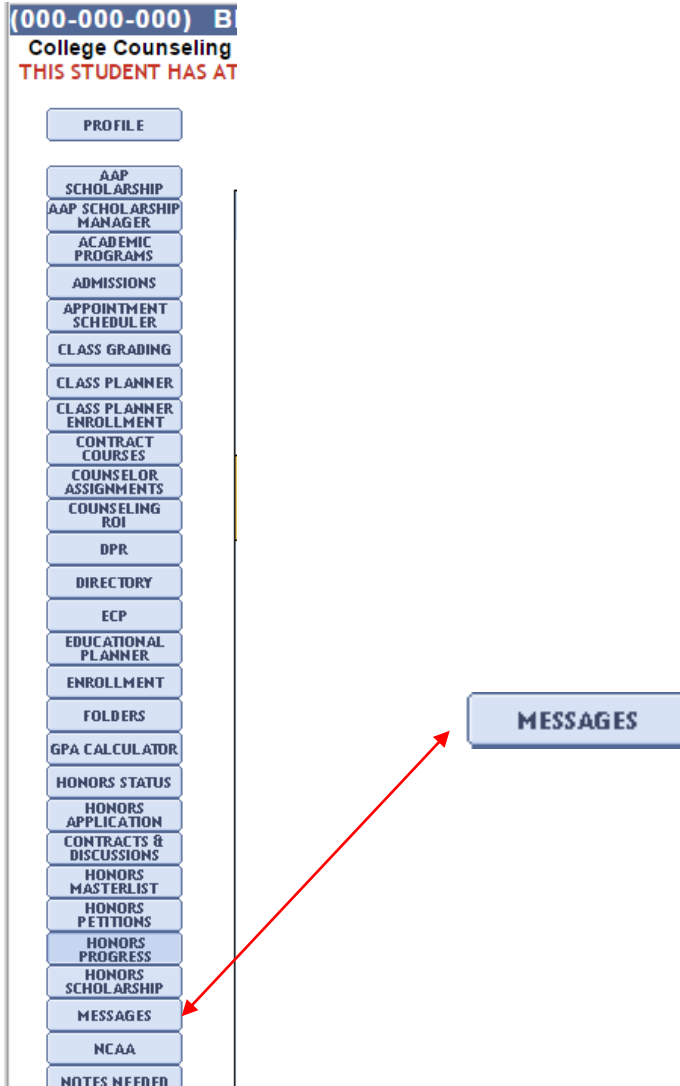 (000-000-000) B
College Counseling
THIS STUDENT HAS AT
PROFILE
AAP
SCHOLARSHIP
AAP SCHOLARSHIP
MANAGER
ACADEMIC
PROGRAMS
ADMISSIONS
APPOINTMENT
SCHEDULER
CLASS GRADING
CLASS PLANNER
CLASS PLANNER
ENROLLMENT
CONTRACT
COURSES
COUNSELOR
ASSIGNMENTS
COUNSELING
ROI
DPR
DIRECTORY
ECP
EDUCATIONAL
PLANNER
ENROLLMENT
FOLDERS
GPA CALCULATOR
HONORS STATUS
HONORS
APPLICATION
CONTRACTS &
DISCUSSIONS
HONORS
MASTERLIST
HONORS
PETITIONS
HONORS
PROGRESS
HONORS
SCHOLARSHIP
MESSAGES
NCAA
NOTES NEEDED
MESSAGES